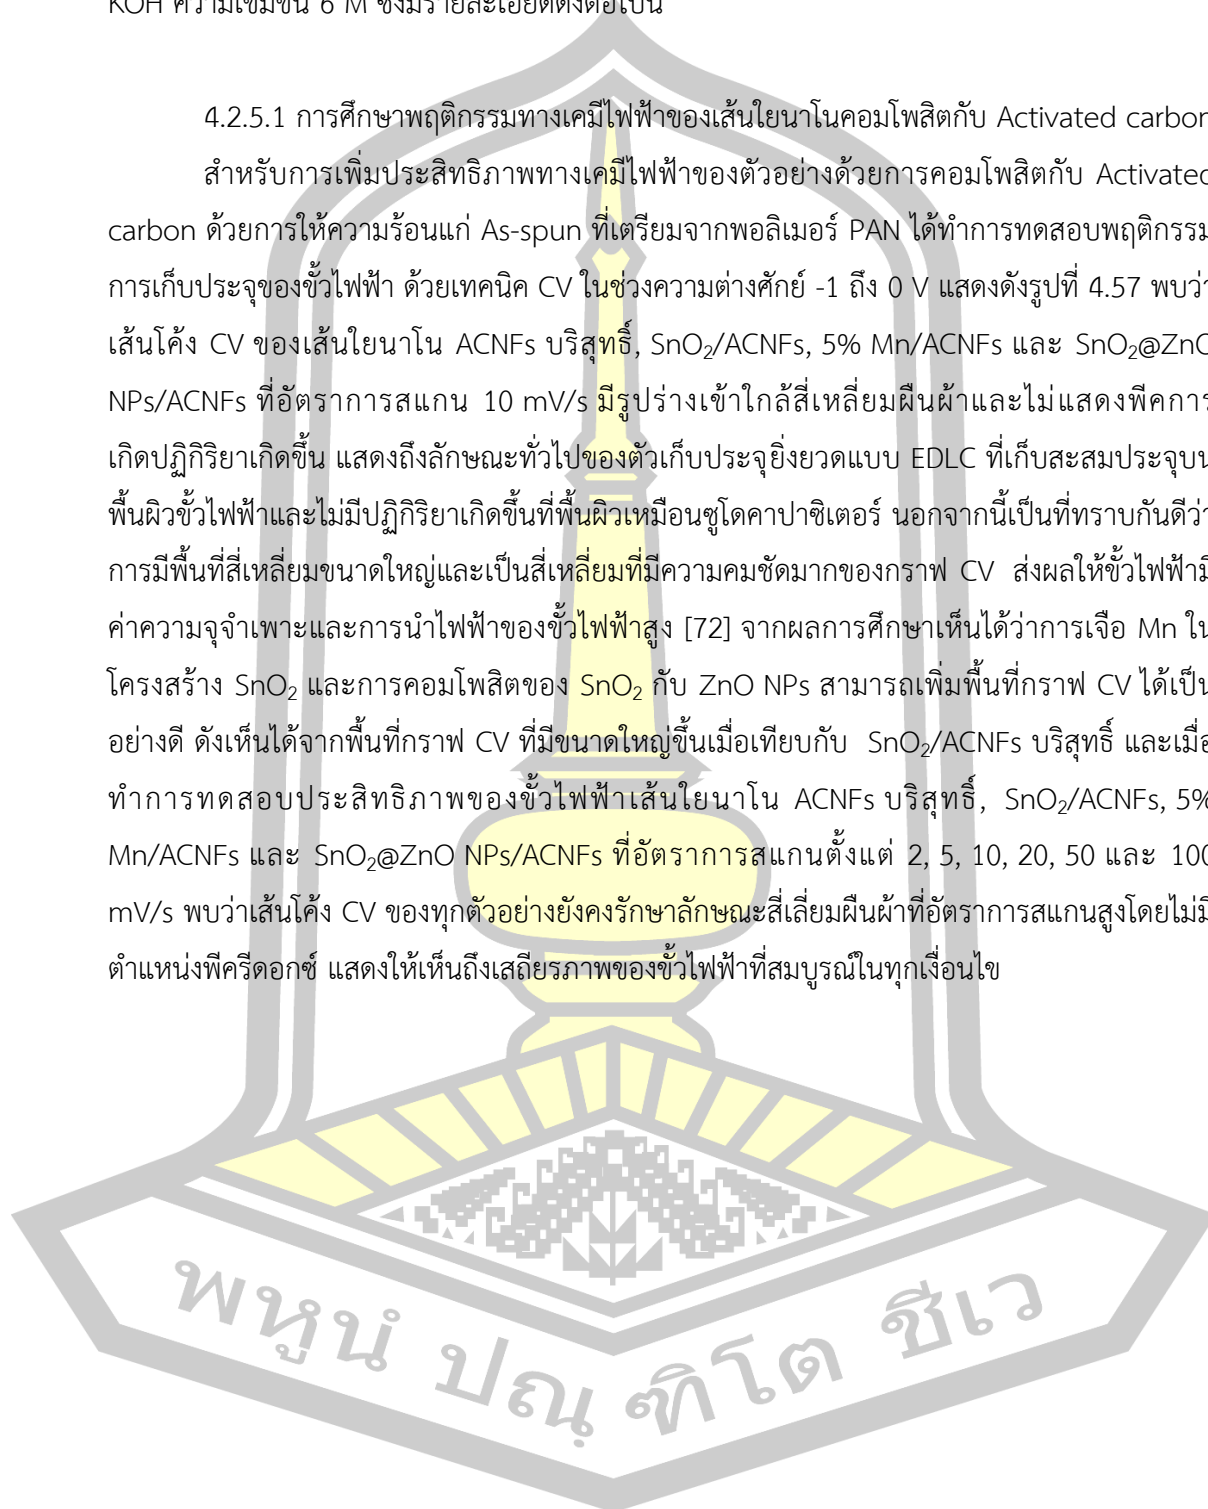 KOH ความเข้มข้น 6 M ซึ่งมีรายละเอียดดังต่อไปนี้
4.2.5.1 การศึกษาพฤติกรรมทางเคมีไฟฟ้าของเส้นใยนาโนคอมโพสิตกับ Activated carbon
สำหรับการเพิ่มประสิทธิภาพทางเคมีไฟฟ้าของตัวอย่างด้วยการคอมโพสิตกับ Activated
carbon ด้วยการให้ความร้อนแก่ As-spun ที่เตรียมจากพอลิเมอร์ PAN ได้ทำการทดสอบพฤติกรรม
การเก็บประจุของขั้วไฟฟ้า ด้วยเทคนิค CV ในช่วงความต่างศักย์ -1 ถึง 0 V แสดงดังรูปที่ 4.57 พบว่า
เส้นโค้ง CV ของเส้นใยนาโน ACNFs บริสุทธิ์, SnO₂/ACNFs, 5% Mn/ACNFs และ SnO₂@ZnO
NPs/ACNFs ที่อัตราการสแกน 10 mV/s มีรูปร่างเข้าใกล้สี่เหลี่ยมผืนผ้าและไม่แสดงพีคการ
เกิดปฏิกิริยาเกิดขึ้น แสดงถึงลักษณะทั่วไปของตัวเก็บประจุยิ่งยวดแบบ EDLC ที่เก็บสะสมประจุบน
พื้นผิวขั้วไฟฟ้าและไม่มีปฏิกิริยาเกิดขึ้นที่พื้นผิวเหมือนซูโดคาปาซิเตอร์ นอกจากนี้เป็นที่ทราบกันดีว่า
การมีพื้นที่สี่เหลี่ยมขนาดใหญ่และเป็นสี่เหลี่ยมที่มีความคมชัดมากของกราฟ CV ส่งผลให้ขั้วไฟฟ้ามี
ค่าความจุจำเพาะและการนำไฟฟ้าของขั้วไฟฟ้าสูง [72] จากผลการศึกษาเห็นได้ว่าการเจือ Mn ใน
โครงสร้าง SnO₂ และการคอมโพสิตของ SnO₂ กับ ZnO NPs สามารถเพิ่มพื้นที่กราฟ CV ได้เป็น
อย่างดี ดังเห็นได้จากพื้นที่กราฟ CV ที่มีขนาดใหญ่ขึ้นเมื่อเทียบกับ SnO₂/ACNFs บริสุทธิ์ และเมื่อ
ทำการทดสอบประสิทธิภาพของขั้วไฟฟ้าเส้นใยนาโน ACNFs บริสุทธิ์, SnO₂/ACNFs, 5%
Mn/ACNFs และ SnO₂@ZnO NPs/ACNFs ที่อัตราการสแกนตั้งแต่ 2, 5, 10, 20, 50 และ 100
mV/s พบว่าเส้นโค้ง CV ของทุกตัวอย่างยังคงรักษาลักษณะสี่เลี่ยมผืนผ้าที่อัตราการสแกนสูงโดยไม่มี
ตำแหน่งพีครีดอกซ์ แสดงให้เห็นถึงเสถียรภาพของขั้วไฟฟ้าที่สมบูรณ์ในทุกเงื่อนไข
พหูนํ ปณฺฑิโต ชีเว